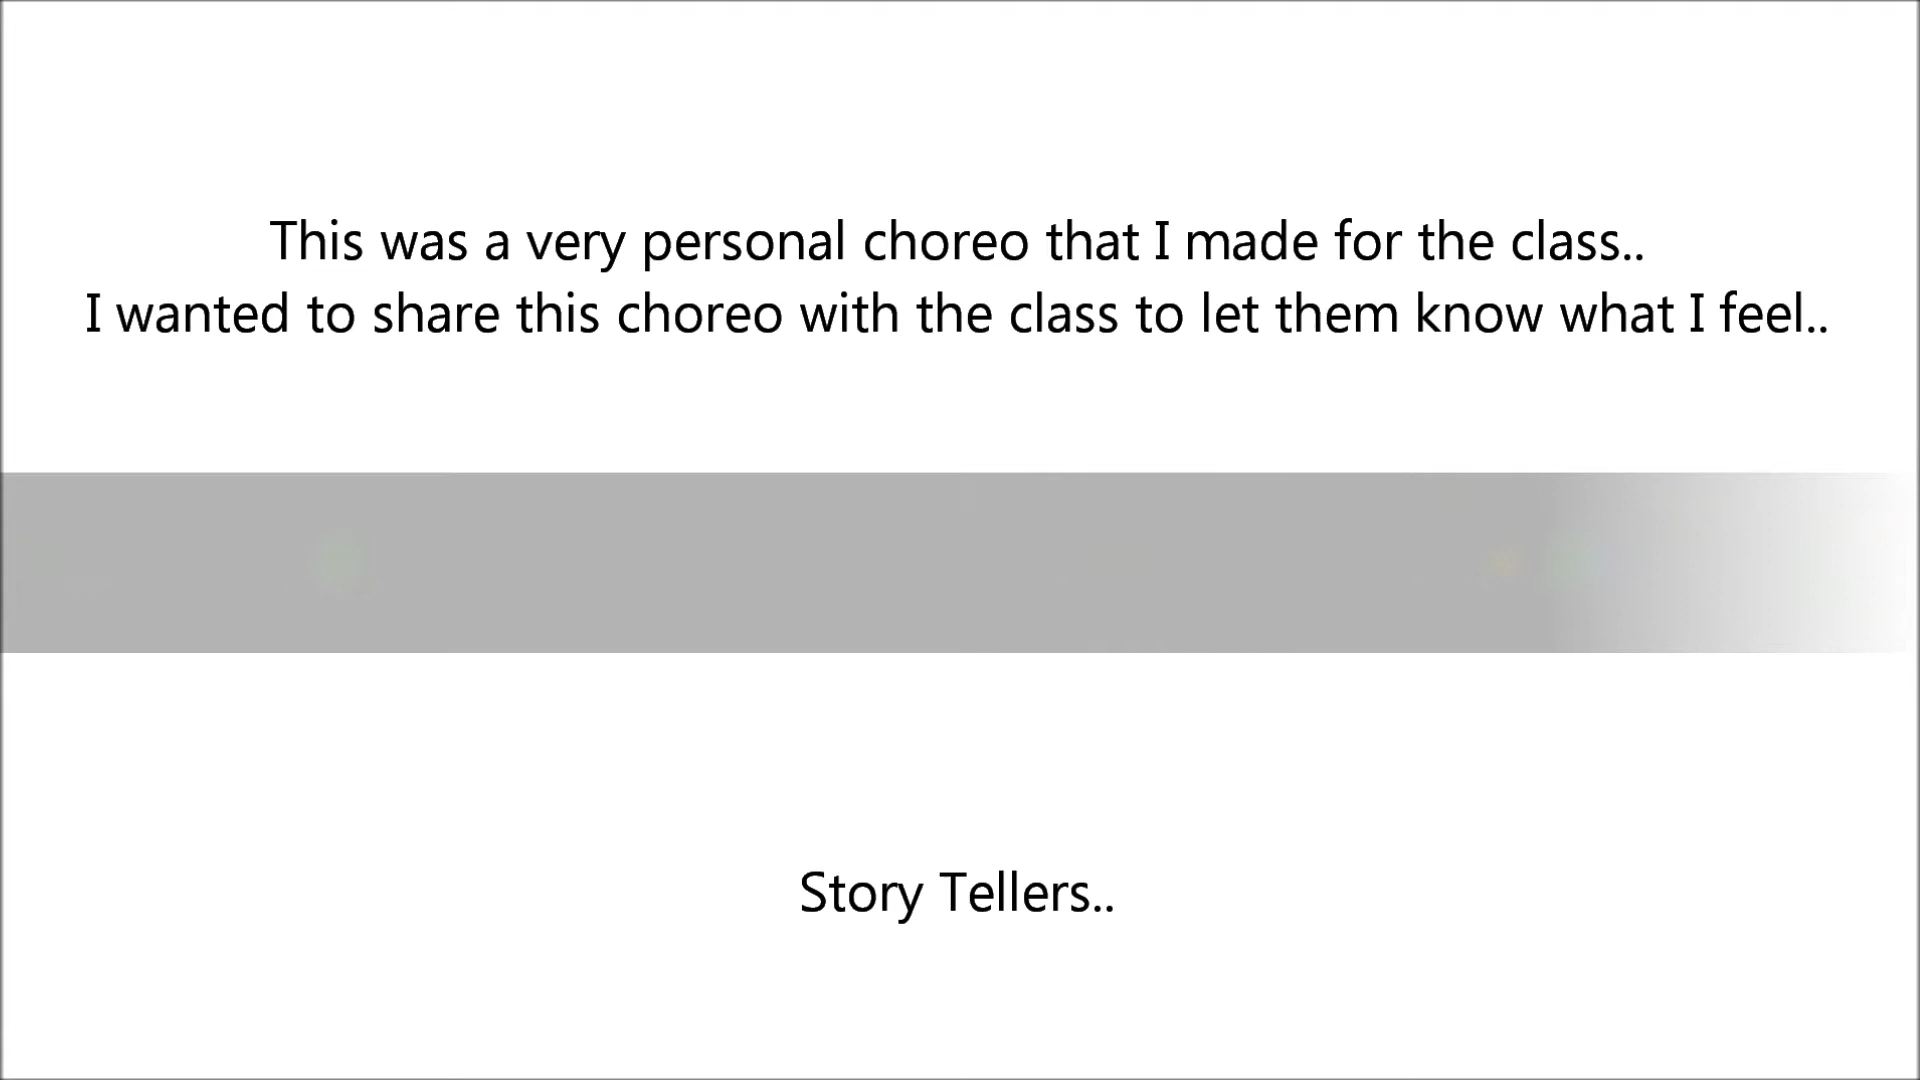 This was a very personal choreo that I made for the class..
I wanted to share this choreo with the class to let them know what I feel..
Story Tellers..